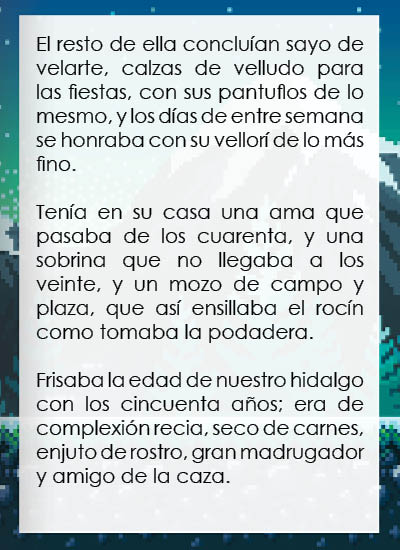 El resto de ella concluían sayo de
velarte, calzas de velludo para
las fiestas, con sus pantuflos de lo
mesmo, y los días de entre semana
se honraba con su vellorí de lo más
fino.

Tenía en su casa una ama que
pasaba de los cuarenta, y una
sobrina que no llegaba a los
veinte, y un mozo de campo y
plaza, que así ensillaba el rocín
como tomaba la podadera.

Frisaba la edad de nuestro hidalgo
con los cincuenta años; era de
complexión recia, seco de carnes,
enjuto de rostro, gran madrugador
y amigo de la caza.